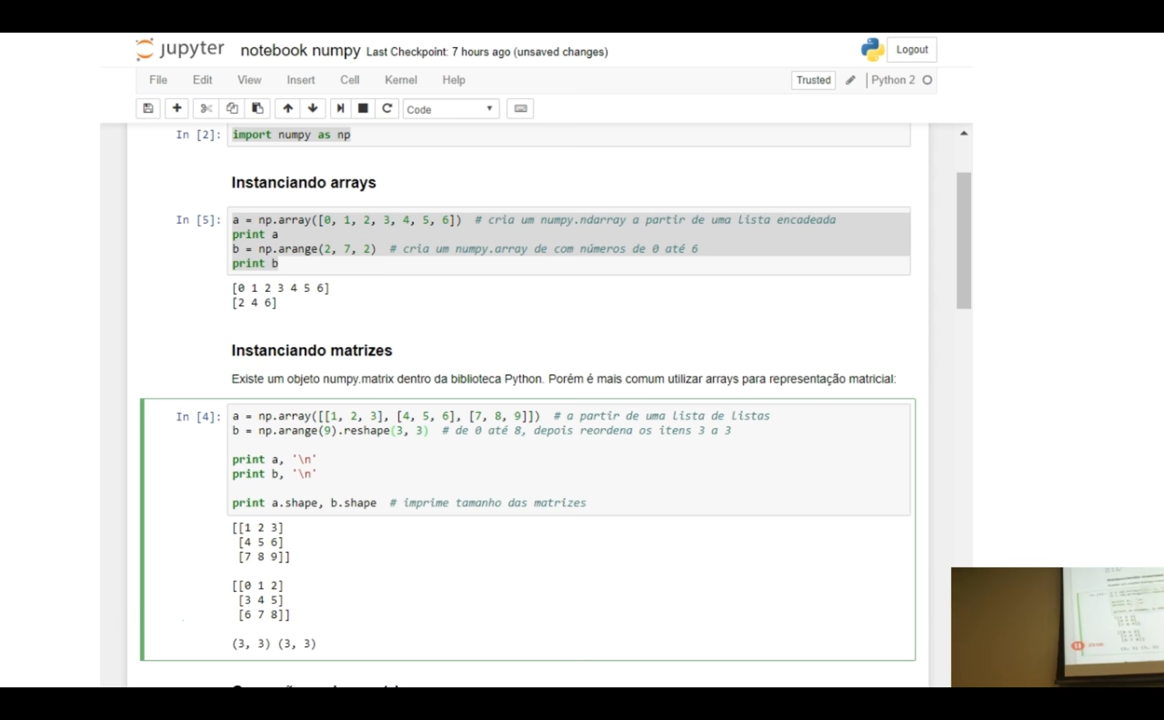 jupyter notebook numpy Last Checkpoint: 7 hours ago (unsaved changes) Logout
File Edit View Insert Cell Kernel Help Trusted Python 2
Code
In [2]: import numpy as np
Instanciando arrays
In [5]: a = np.array([0, 1, 2, 3, 4, 5, 6]) # cria um numpy.ndarray a partir de uma lista encadeada
print a
b = np.arange(2, 7, 2) # cria um numpy.array de com números de 0 até 6
print b
[0 1 2 3 4 5 6]
[2 4 6]
Instanciando matrizes
Existe um objeto numpy.matrix dentro da biblioteca Python. Porém é mais comum utilizar arrays para representação matricial:
In [4]: a = np.array([[1, 2, 3], [4, 5, 6], [7, 8, 9]]) # a partir de uma lista de listas
b = np.arange(9).reshape(3, 3) # de 0 até 8, depois reordena os itens 3 a 3
print a, '\n'
print b, '\n'
print a.shape, b.shape # imprime tamanho das matrizes
[[1 2 3]
[4 5 6]
[7 8 9]]
[[0 1 2]
[3 4 5]
[6 7 8]]
(3, 3) (3, 3)